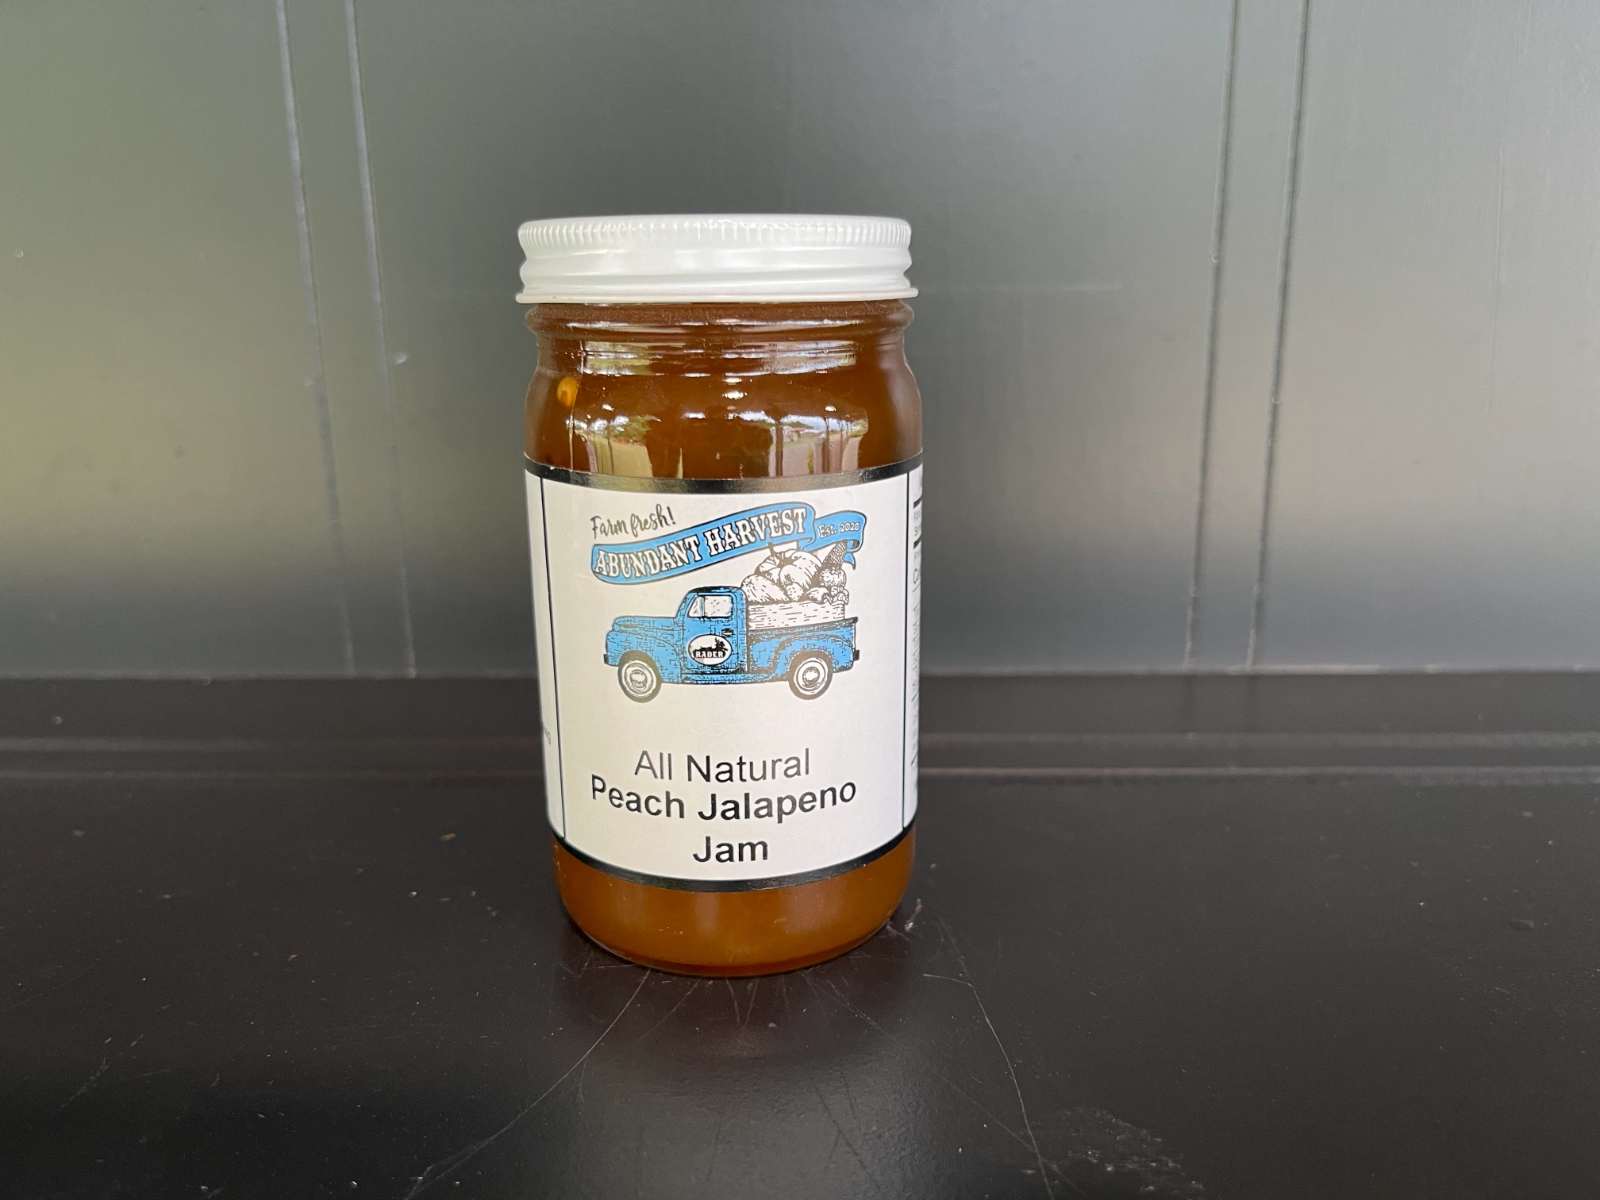 Farm fresh!
ABUNDANT HARVEST
Est. 2020
RADER
All Natural
Peach Jalapeno
Jam